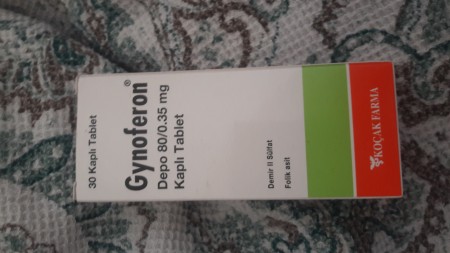 30 Kaplı Tablet
Gynoferon®
Depo 80/0.35 mg
Kaplı Tablet
Demir II Sülfat
Folik asit
KOÇAK FARMA